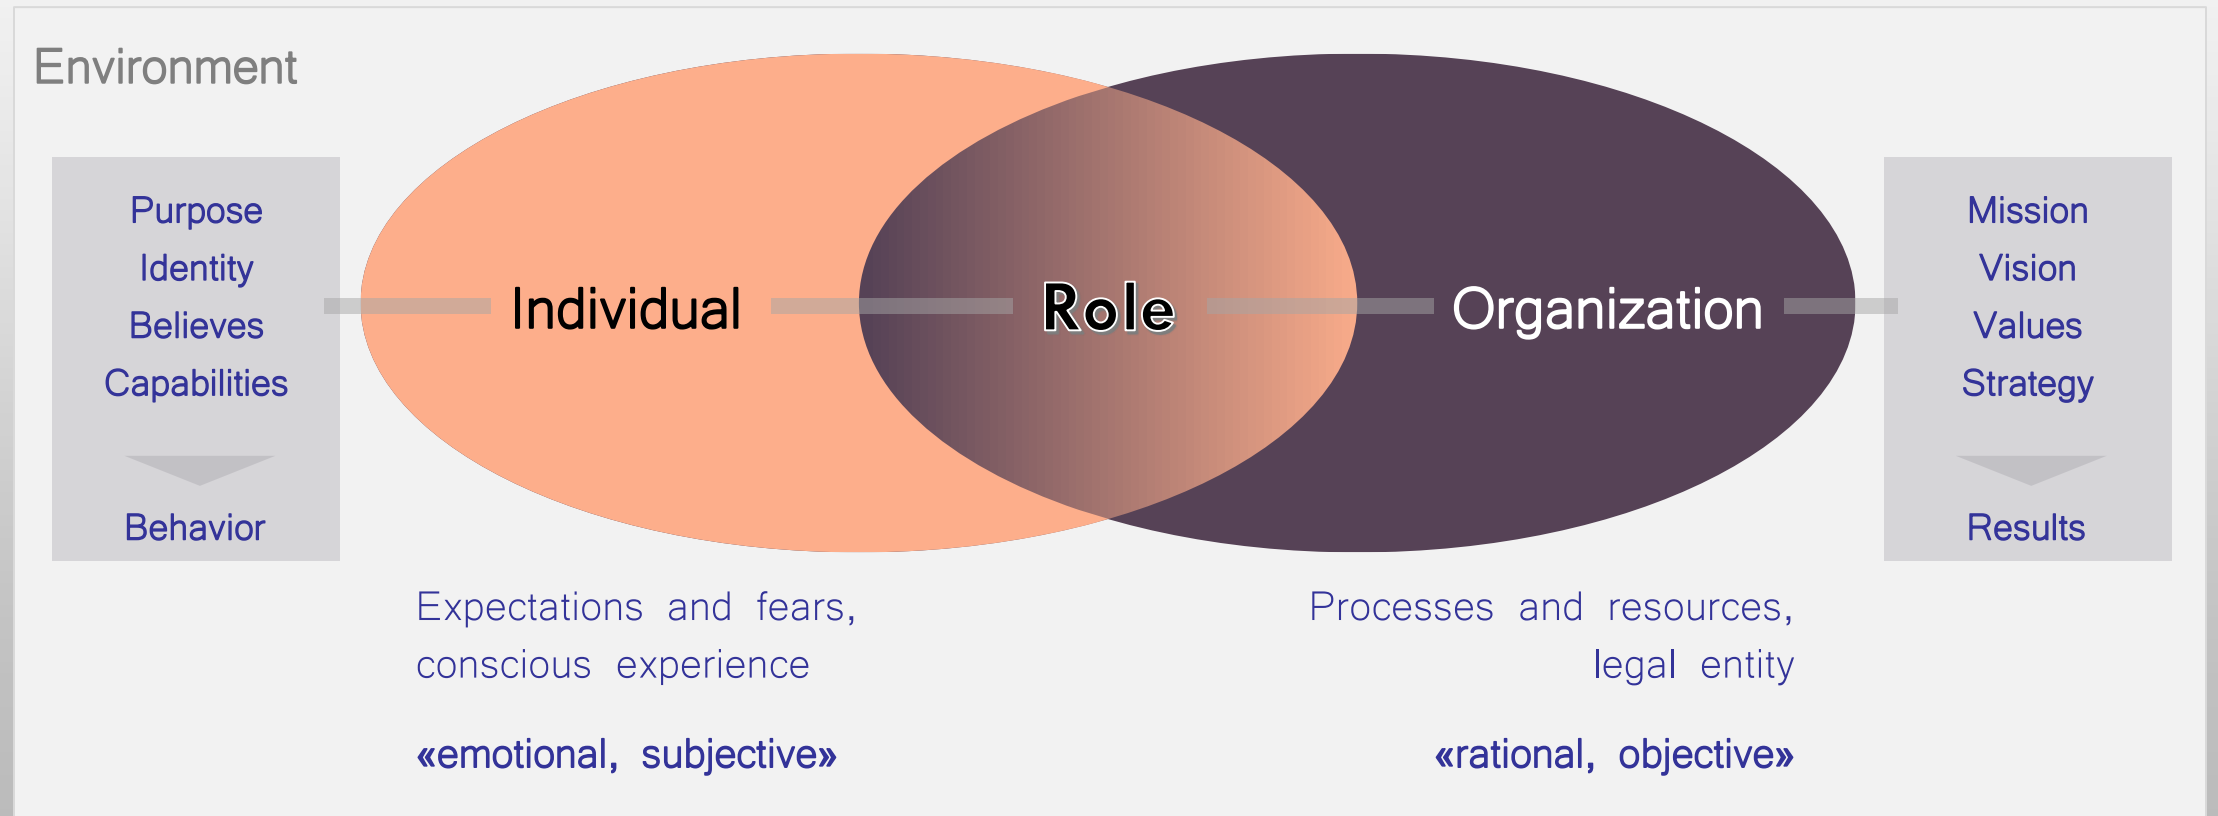 Environment
Purpose
Identity
Believes
Capabilities
Behavior
Individual
Role
Organization
Mission
Vision
Values
Strategy
Results
Expectations and fears,
conscious experience
«emotional, subjective»
Processes and resources,
legal entity
«rational, objective»